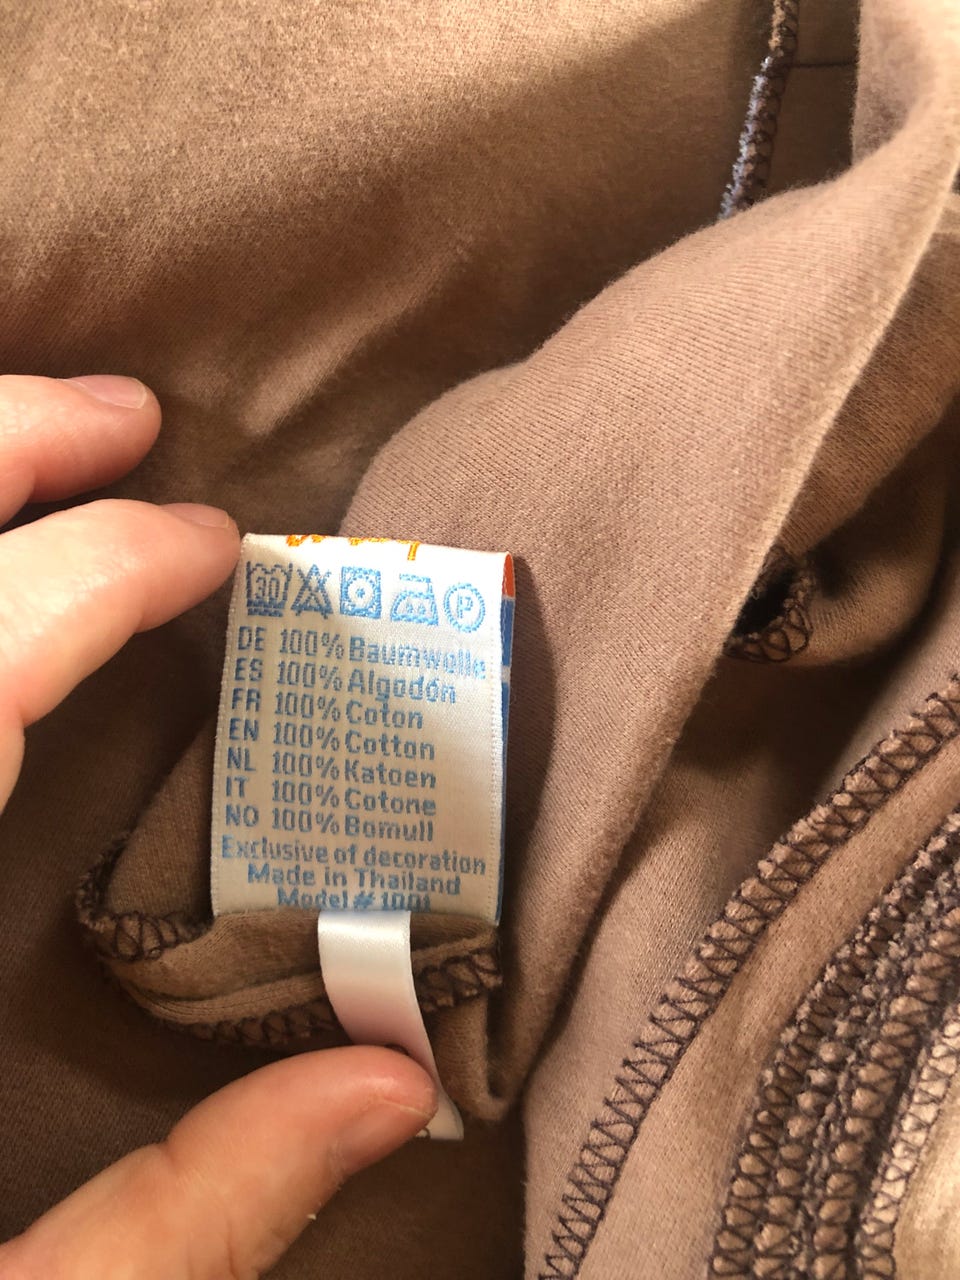 30 P
DE 100% Baumwolle
ES 100% Algodón
FR 100% Coton
EN 100% Cotton
NL 100% Katoen
IT 100% Cotone
NO 100% Bomull
Exclusive of decoration
Made in Thailand
Model # 1001